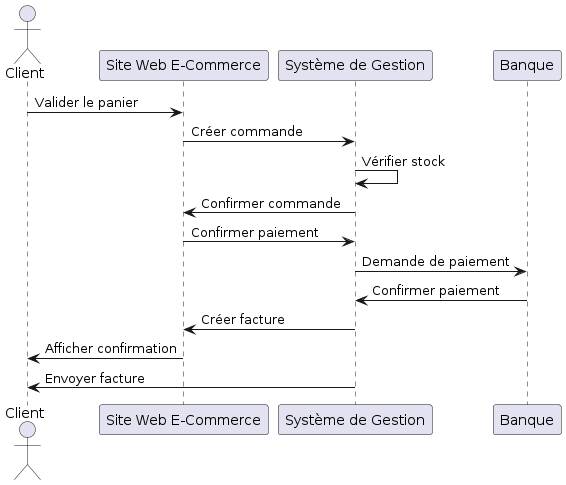 Client
Site Web E-Commerce
Système de Gestion
Banque
Valider le panier
Créer commande
Vérifier stock
Confirmer commande
Confirmer paiement
Demande de paiement
Confirmer paiement
Créer facture
Afficher confirmation
Envoyer facture
Client
Site Web E-Commerce
Système de Gestion
Banque